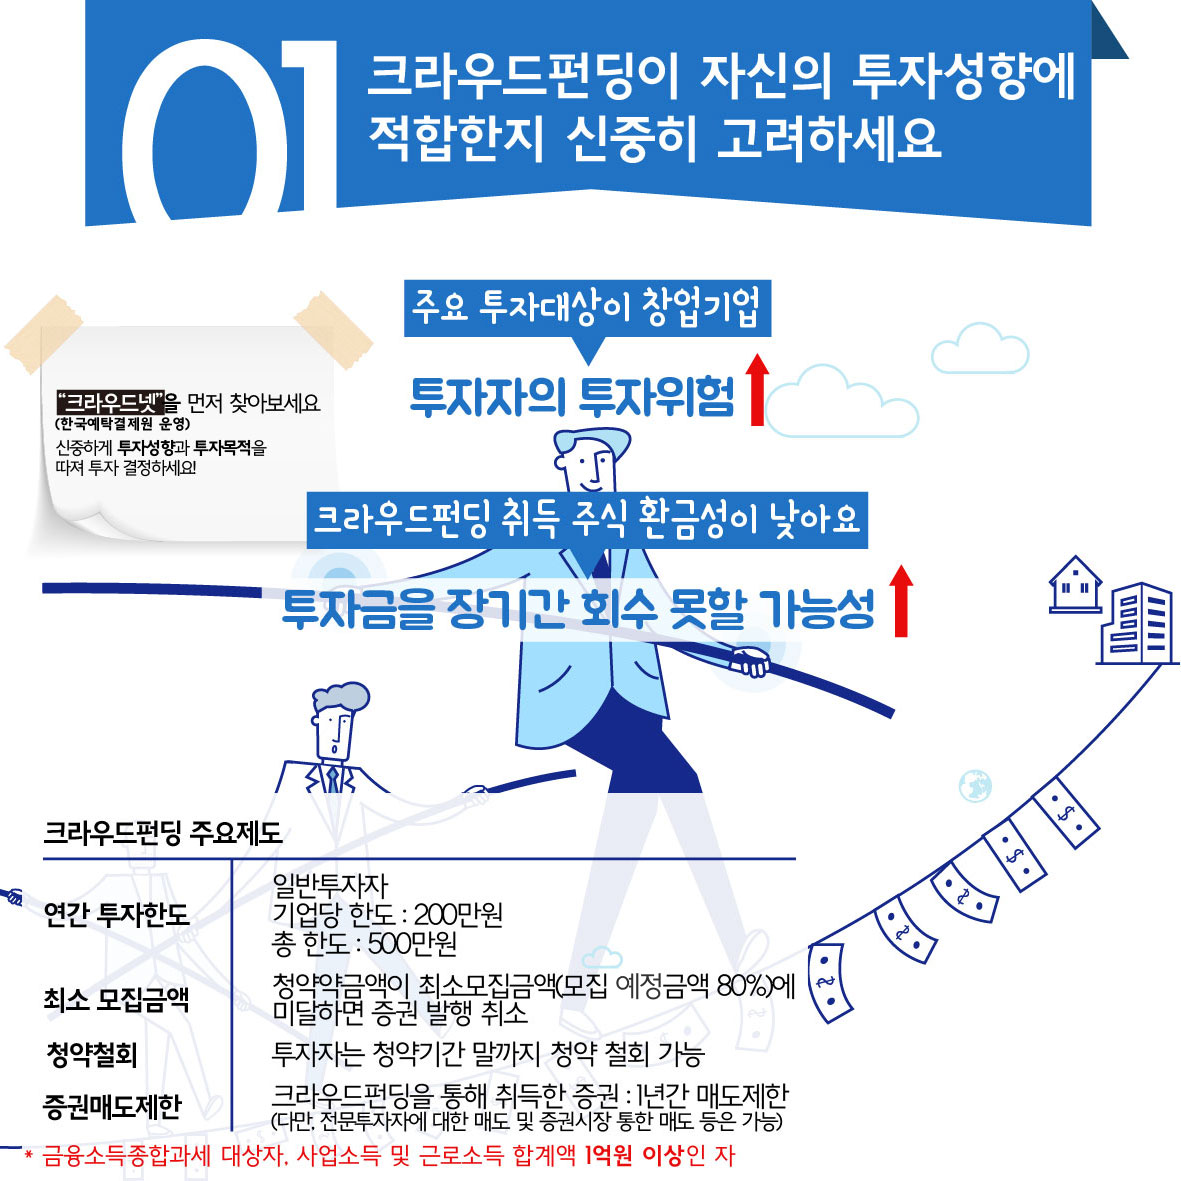 01
크라우드펀딩이 자신의 투자성향에
적합한지 신중히 고려하세요
주요 투자대상이 창업기업
투자자의 투자위험
"크라우드넷"을 먼저 찾아보세요
(한국예탁결제원 운영)
신중하게 투자성향과 투자목적을
따져 투자 결정하세요!
크라우드펀딩 취득 주식 환금성이 낮아요
투자금을 장기간 회수 못할 가능성
크라우드펀딩 주요제도
연간 투자한도
일반투자자
기업당 한도 : 200만원
총 한도 : 500만원
최소 모집금액
청약약금액이 최소모집금액(모집 예정금액 80%)에
미달하면 증권 발행 취소
청약철회
투자자는 청약기간 말까지 청약 철회 가능
증권매도제한
크라우드펀딩을 통해 취득한 증권 : 1년간 매도제한
(다만, 전문투자자에 대한 매도 및 증권시장 통한 매도 등은 가능)
* 금융소득종합과세 대상자, 사업소득 및 근로소득 합계액 1억원 이상인 자